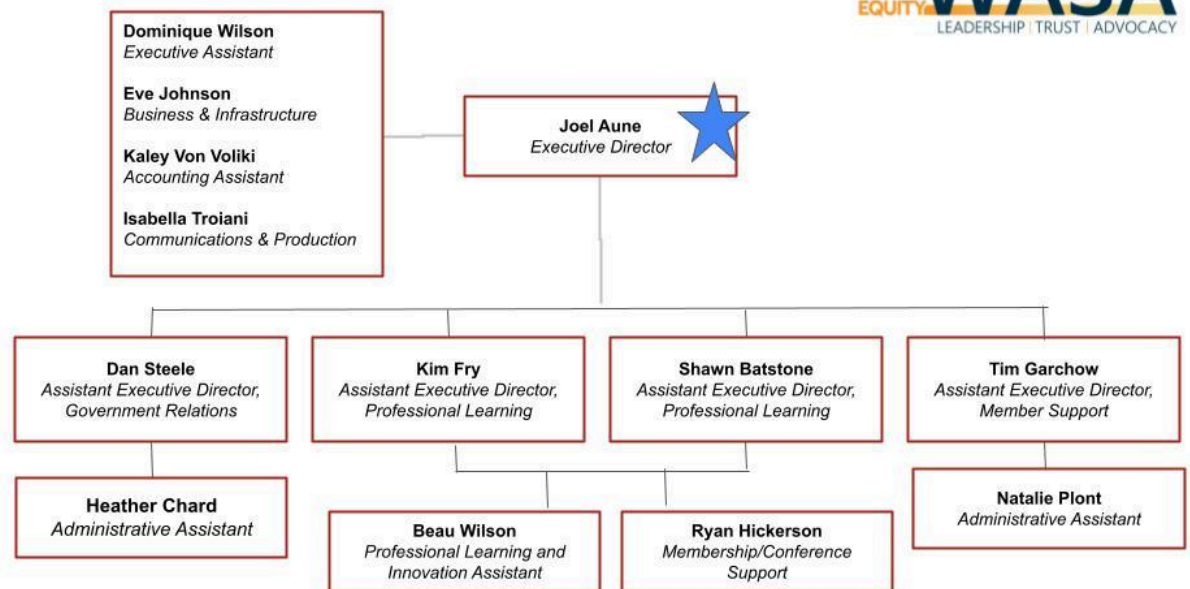 EQUITY WASA
LEADERSHIP | TRUST | ADVOCACY
Dominique Wilson
Executive Assistant
Eve Johnson
Business & Infrastructure
Kaley Von Voliki
Accounting Assistant
Isabella Troiani
Communications & Production
Joel Aune
Executive Director
Dan Steele
Assistant Executive Director,
Government Relations
Kim Fry
Assistant Executive Director,
Professional Learning
Shawn Batstone
Assistant Executive Director,
Professional Learning
Tim Garchow
Assistant Executive Director,
Member Support
Heather Chard
Administrative Assistant
Beau Wilson
Professional Learning and
Innovation Assistant
Ryan Hickerson
Membership/Conference
Support
Natalie Plont
Administrative Assistant